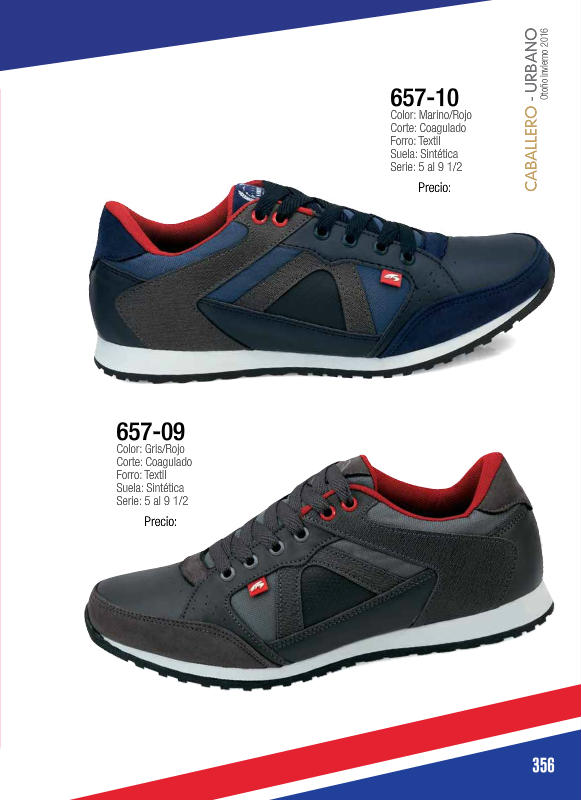 CABALLERO - URBANO
Otoño Invierno 2016
657-10
Color: Marino/Rojo
Corte: Coagulado
Forro: Textil
Suela: Sintética
Serie: 5 al 9 1/2
Precio:
657-09
Color: Gris/Rojo
Corte: Coagulado
Forro: Textil
Suela: Sintética
Serie: 5 al 9 1/2
Precio:
356